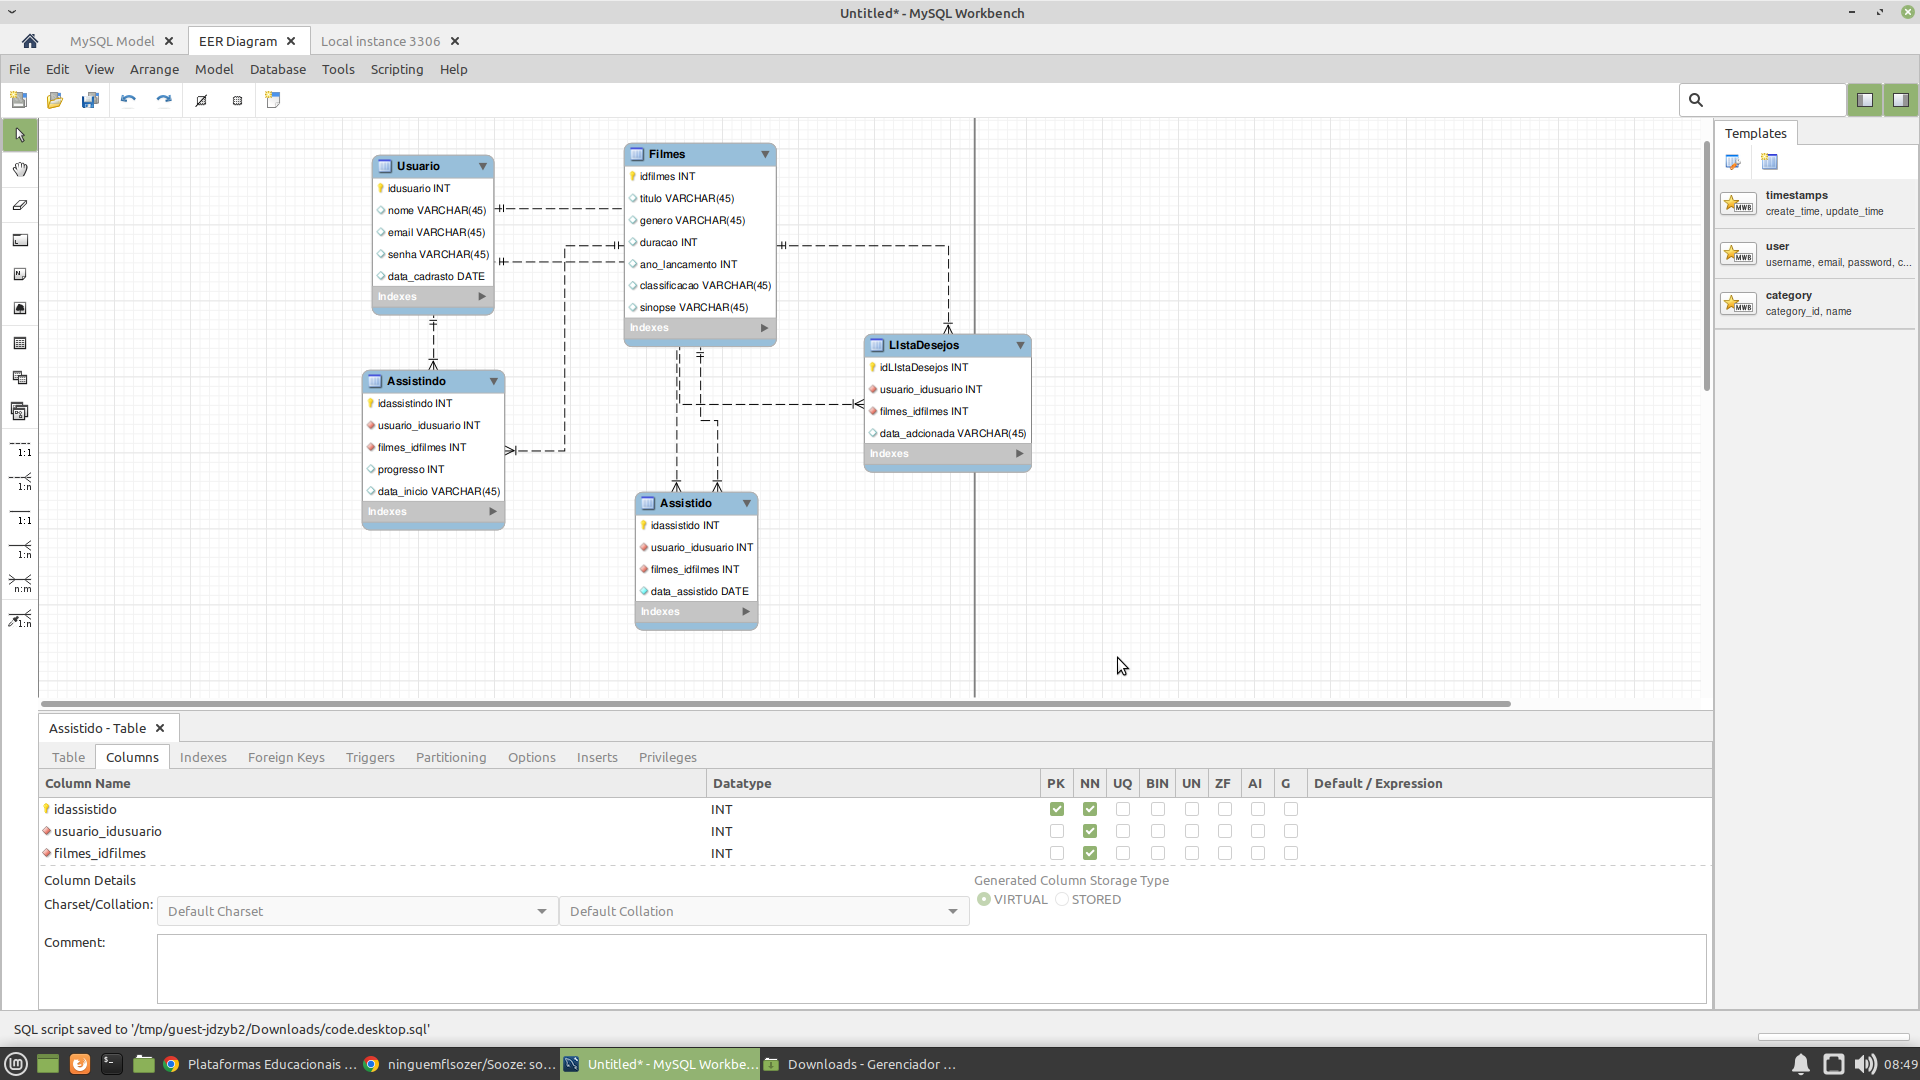 Untitled* - MySQL Workbench
MySQL Model
EER Diagram
Local instance 3306
File Edit View Arrange Model Database Tools Scripting Help
Usuario
idusuario INT
nome VARCHAR(45)
email VARCHAR(45)
senha VARCHAR(45)
data_cadrasto DATE
Indexes
Filmes
idfilmes INT
titulo VARCHAR(45)
genero VARCHAR(45)
duracao INT
ano_lancamento INT
classificacao VARCHAR(45)
sinopse VARCHAR(45)
Indexes
LIstaDesejos
idLIstaDesejos INT
usuario_idusuario INT
filmes_idfilmes INT
data_adcionada VARCHAR(45)
Indexes
Assistindo
idassistindo INT
usuario_idusuario INT
filmes_idfilmes INT
progresso INT
data_inicio VARCHAR(45)
Indexes
Assistido
idassistido INT
usuario_idusuario INT
filmes_idfilmes INT
data_assistido DATE
Indexes
1:1
1:n
1:1
1:n
n:m
1:n
Templates
MWB
timestamps
create_time, update_time
MWB
user
username, email, password, c...
MWB
category
category_id, name
Assistido - Table
Table Columns Indexes Foreign Keys Triggers Partitioning Options Inserts Privileges
Column Name Datatype PK NN UQ BIN UN ZF AI G Default / Expression
idassistido INT
usuario_idusuario INT
filmes_idfilmes INT
Column Details
Generated Column Storage Type
Charset/Collation: Default Charset Default Collation
VIRTUAL STORED
Comment:
SQL script saved to '/tmp/guest-jdzyb2/Downloads/code.desktop.sql'
Plataformas Educacionais ...
ninguemflsozer/Sooze: so...
Untitled* - MySQL Workbe...
Downloads - Gerenciador ...
08:49